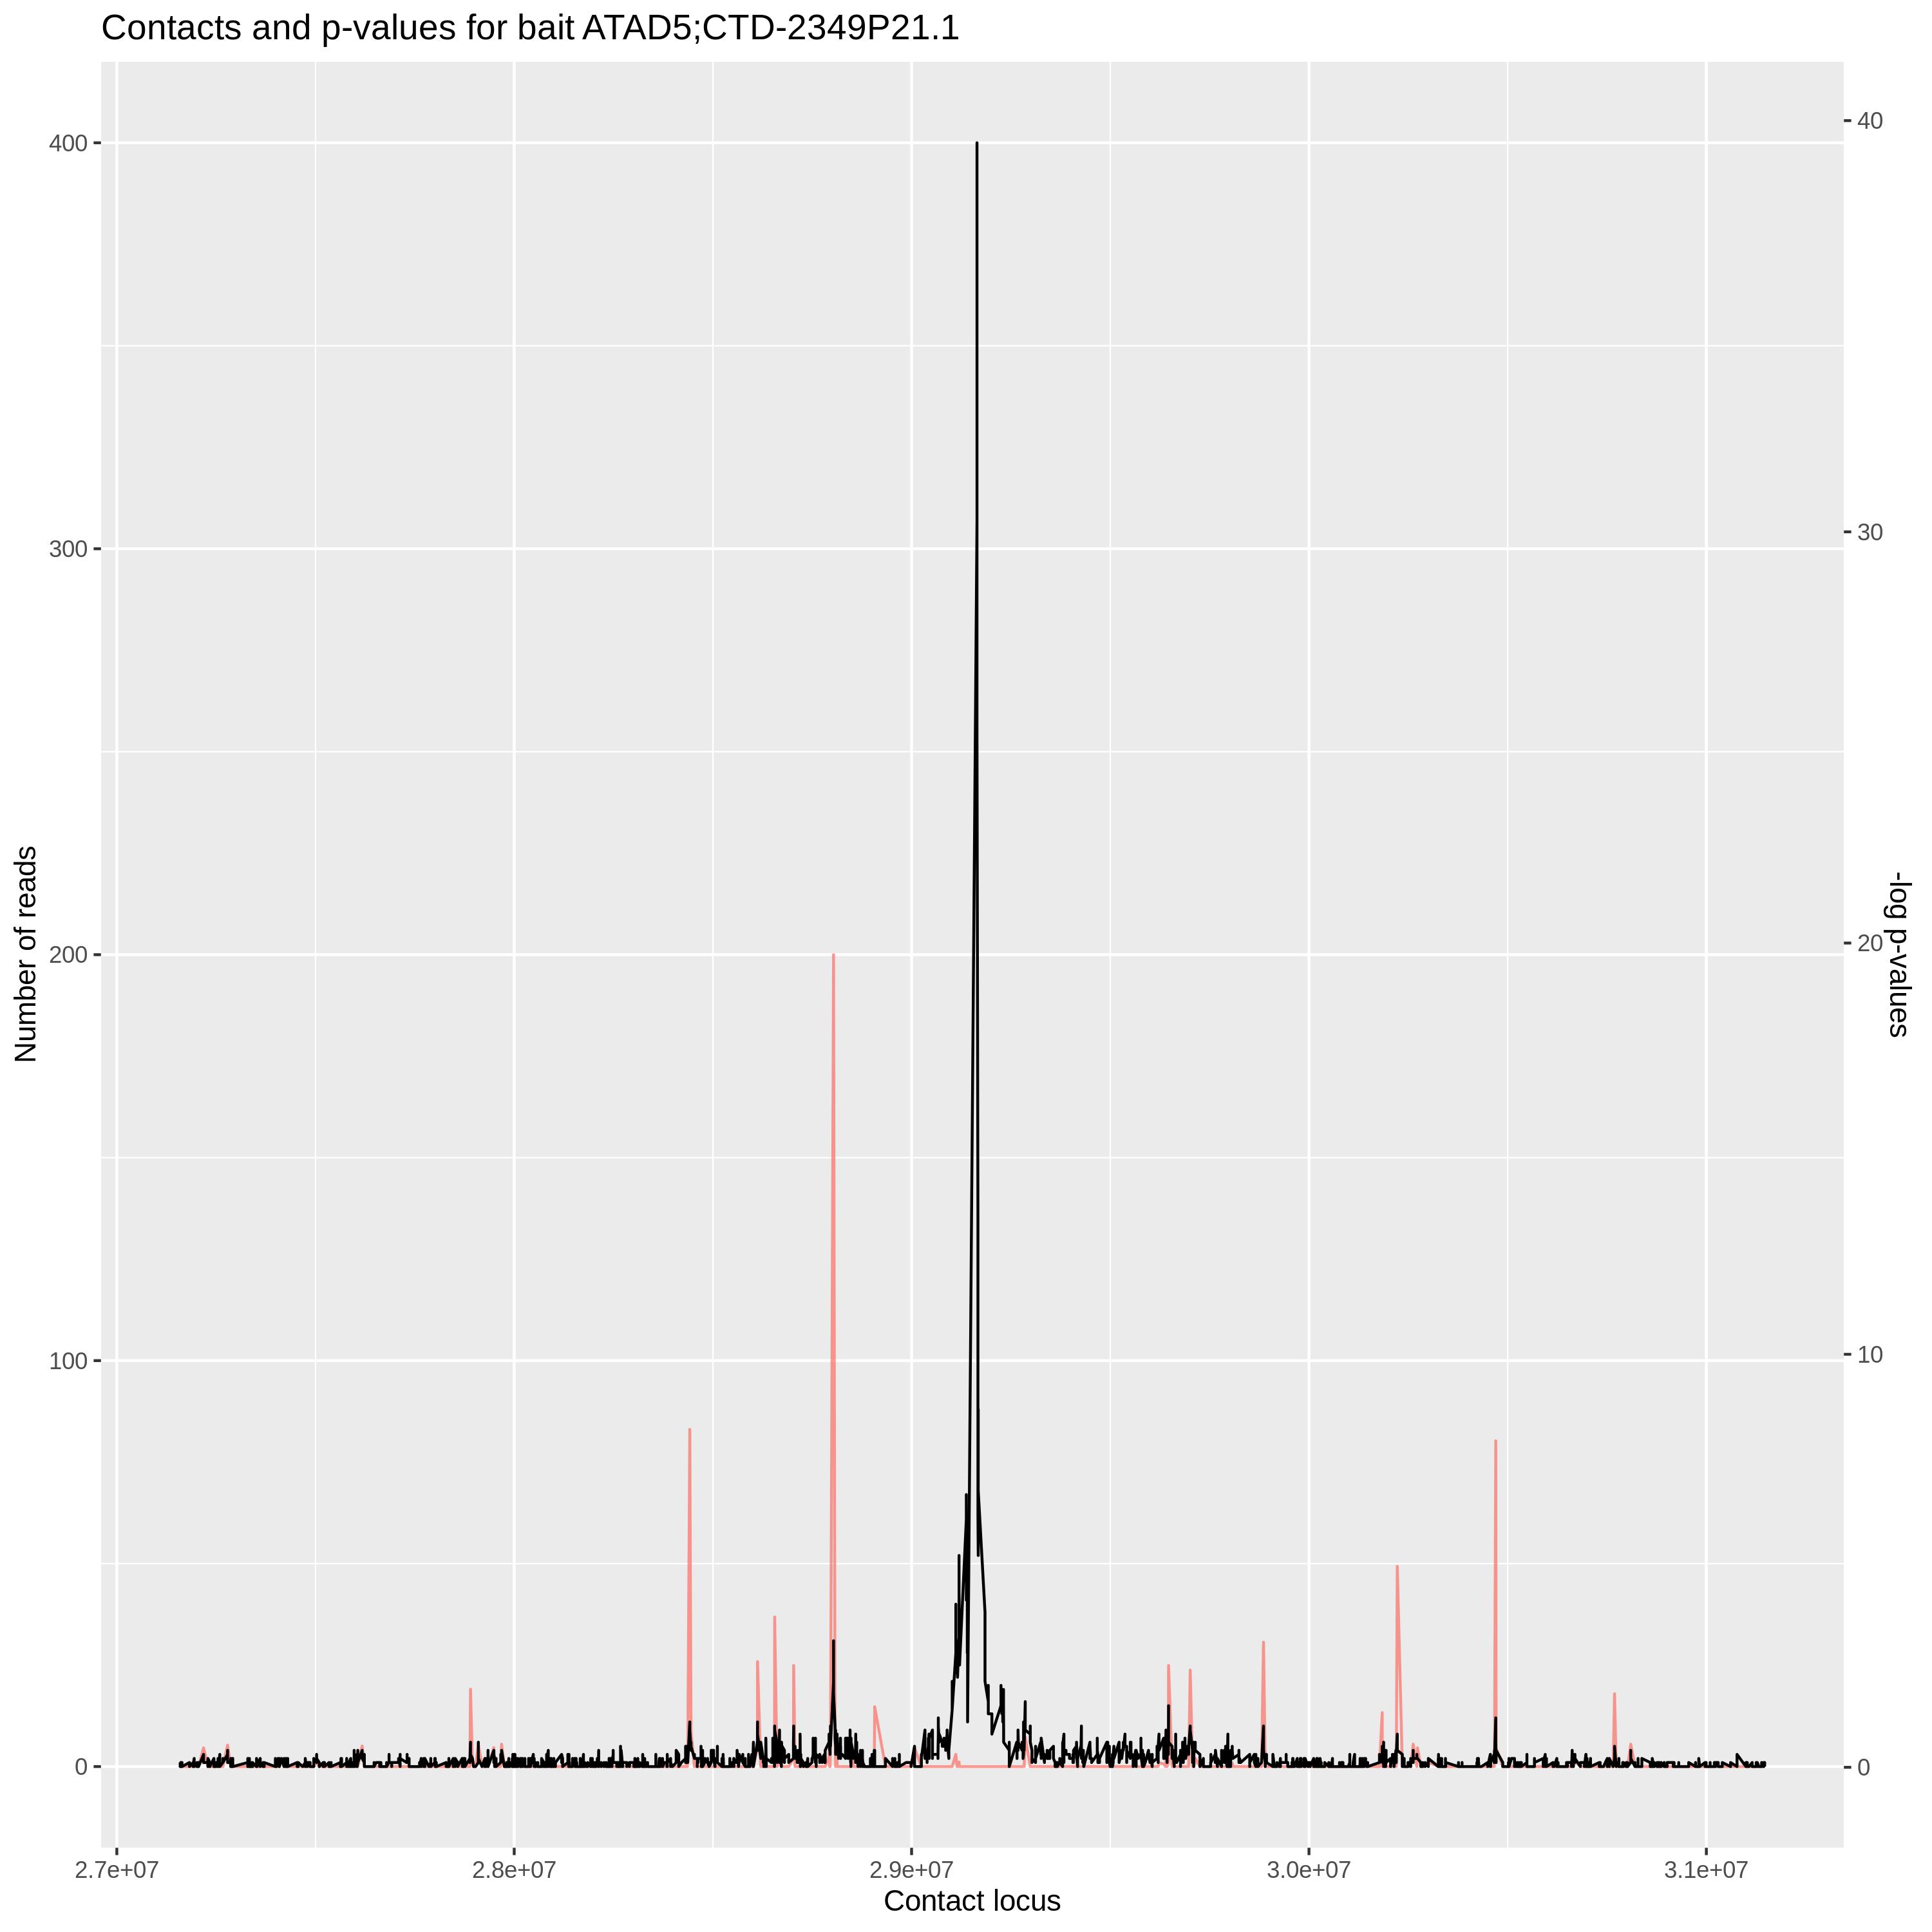 Contacts and p-values for bait ATAD5;CTD-2349P21.1
400
300
200
100
0
40
30
20
10
0
Number of reads
-log p-values
2.7e+07 2.8e+07 2.9e+07 3.0e+07 3.1e+07
Contact locus